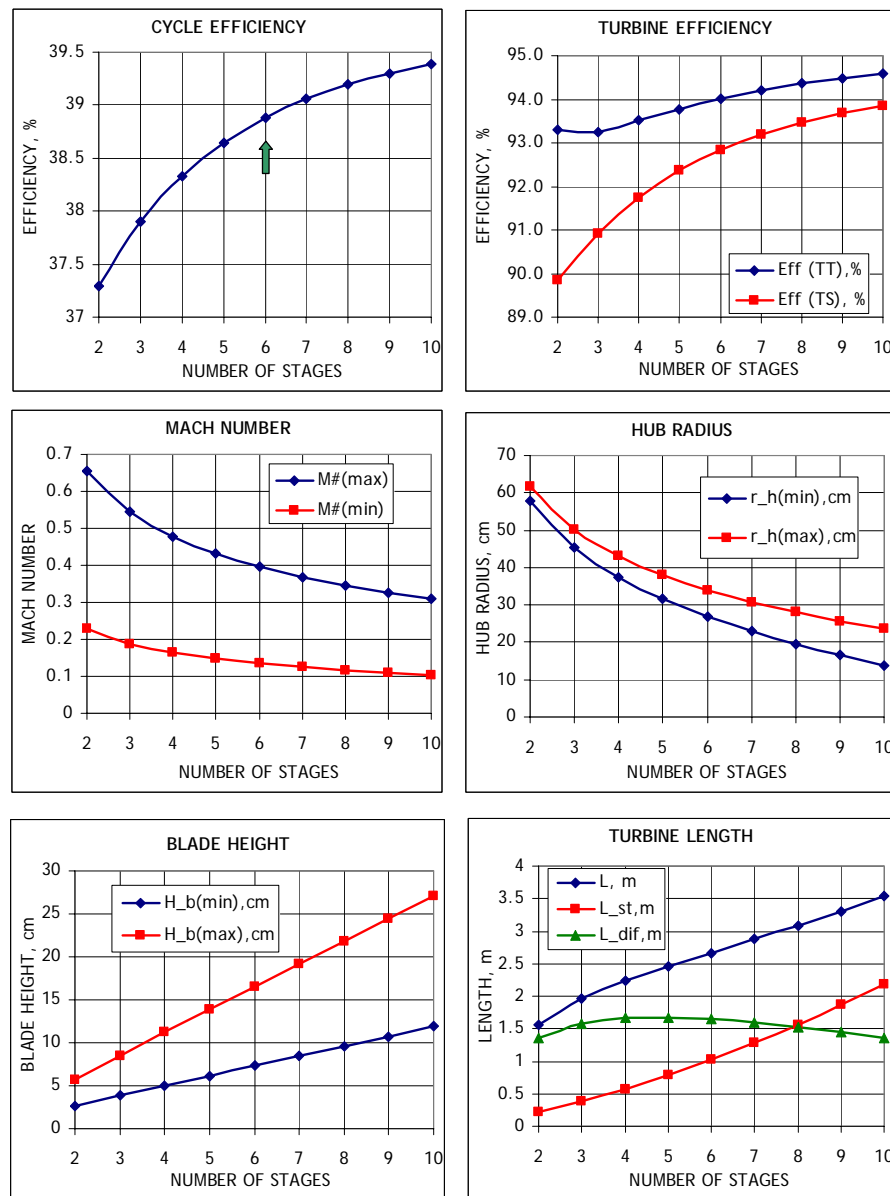 CYCLE EFFICIENCY
39.5
39
38.5
38
37.5
37
EFFICIENCY, %
2 3 4 5 6 7 8 9 10
NUMBER OF STAGES
TURBINE EFFICIENCY
95.0
94.0
93.0
92.0
91.0
90.0
89.0
EFFICIENCY, %
Eff (TT),%
Eff (TS), %
2 3 4 5 6 7 8 9 10
NUMBER OF STAGES
MACH NUMBER
0.7
0.6
0.5
0.4
0.3
0.2
0.1
0
MACH NUMBER
M#(max)
M#(min)
2 3 4 5 6 7 8 9 10
NUMBER OF STAGES
HUB RADIUS
70
60
50
40
30
20
10
0
HUB RADIUS, cm
r_h(min),cm
r_h(max),cm
2 3 4 5 6 7 8 9 10
NUMBER OF STAGES
BLADE HEIGHT
30
25
20
15
10
5
0
BLADE HEIGHT, cm
H_b(min),cm
H_b(max),cm
2 3 4 5 6 7 8 9 10
NUMBER OF STAGES
TURBINE LENGTH
4
3.5
3
2.5
2
1.5
1
0.5
0
LENGTH, m
L, m
L_st,m
L_dif,m
2 3 4 5 6 7 8 9 10
NUMBER OF STAGES